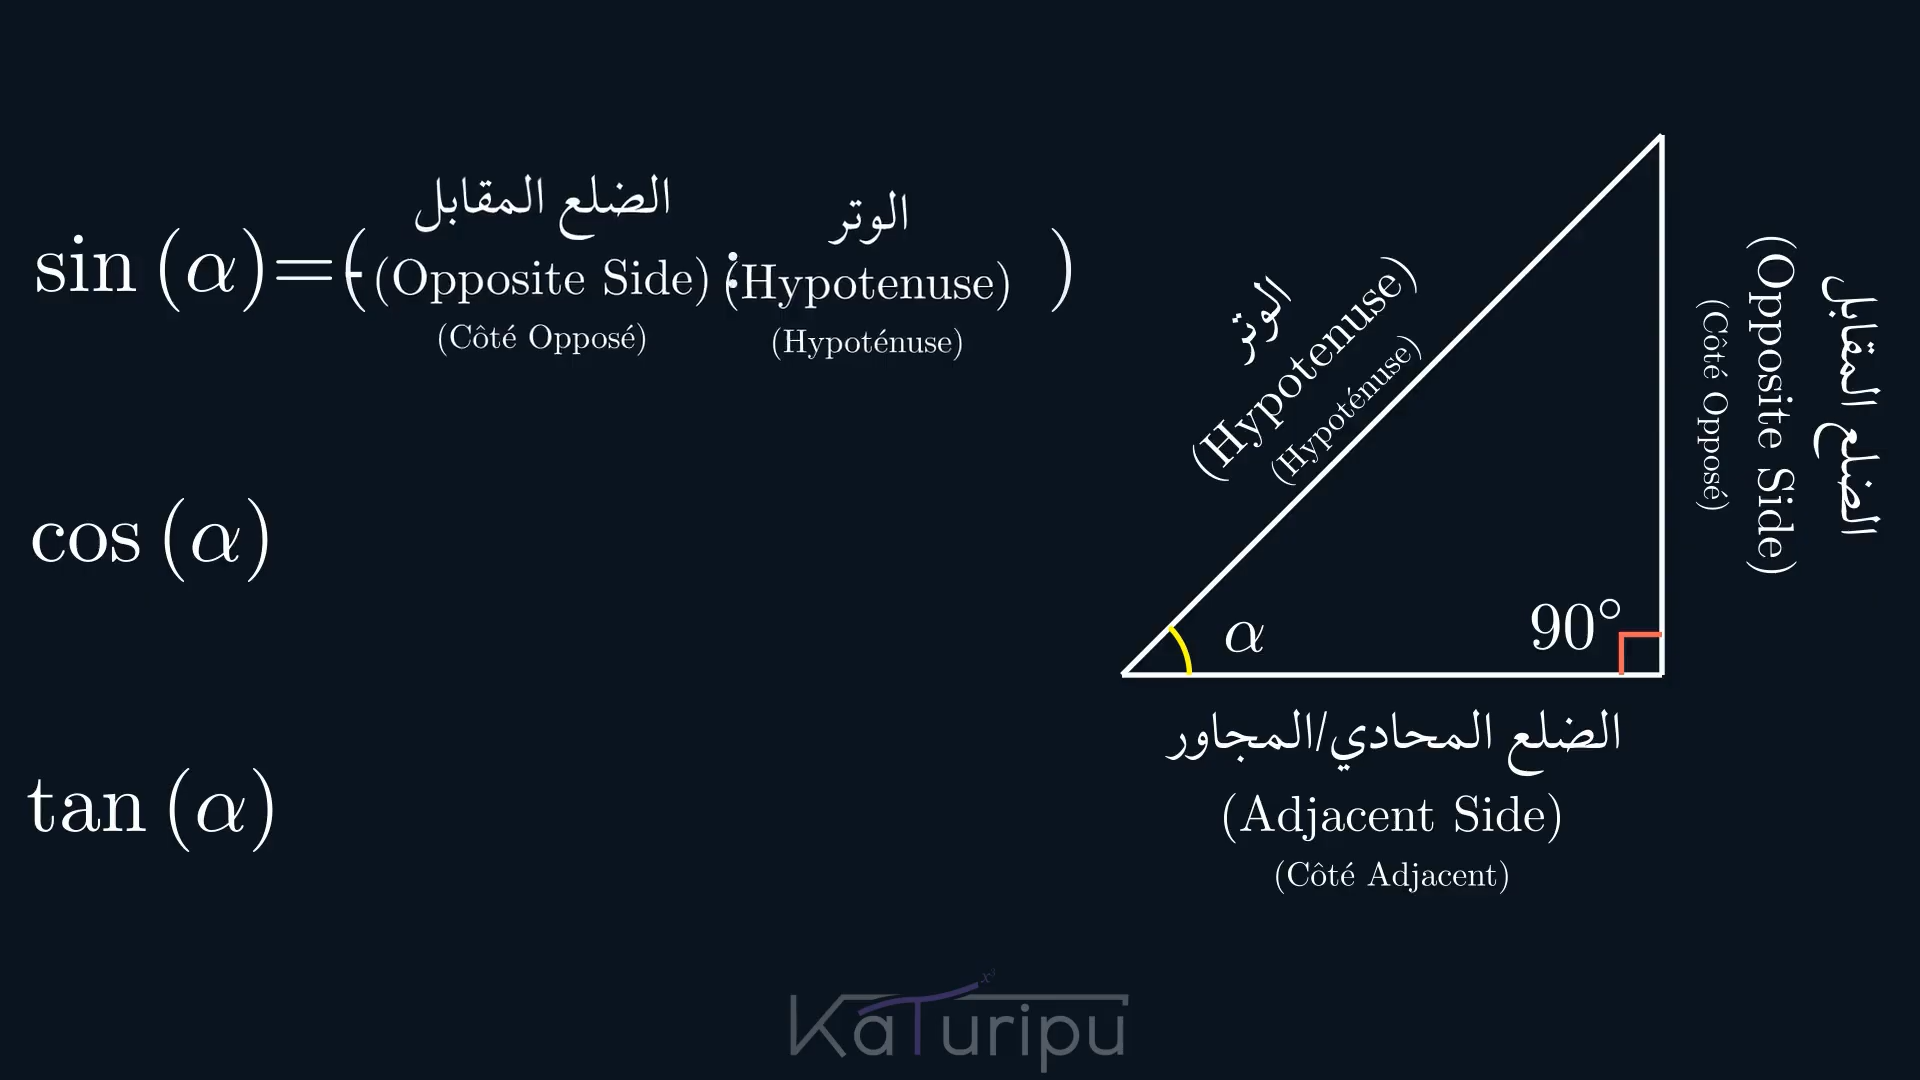 الضلع المقابل
الوتر
sin (α)=( (Opposite Side) : (Hypotenuse) )
(Côté Opposé)
(Hypoténuse)
cos (α)
tan (α)
الوتر
(Hypotenuse)
(Hypoténuse)
الضلع المقابل
(Opposite Side)
(Côté Opposé)
α
90°
الضلع المحادي/المجاور
(Adjacent Side)
(Côté Adjacent)
x³
KaTuripu